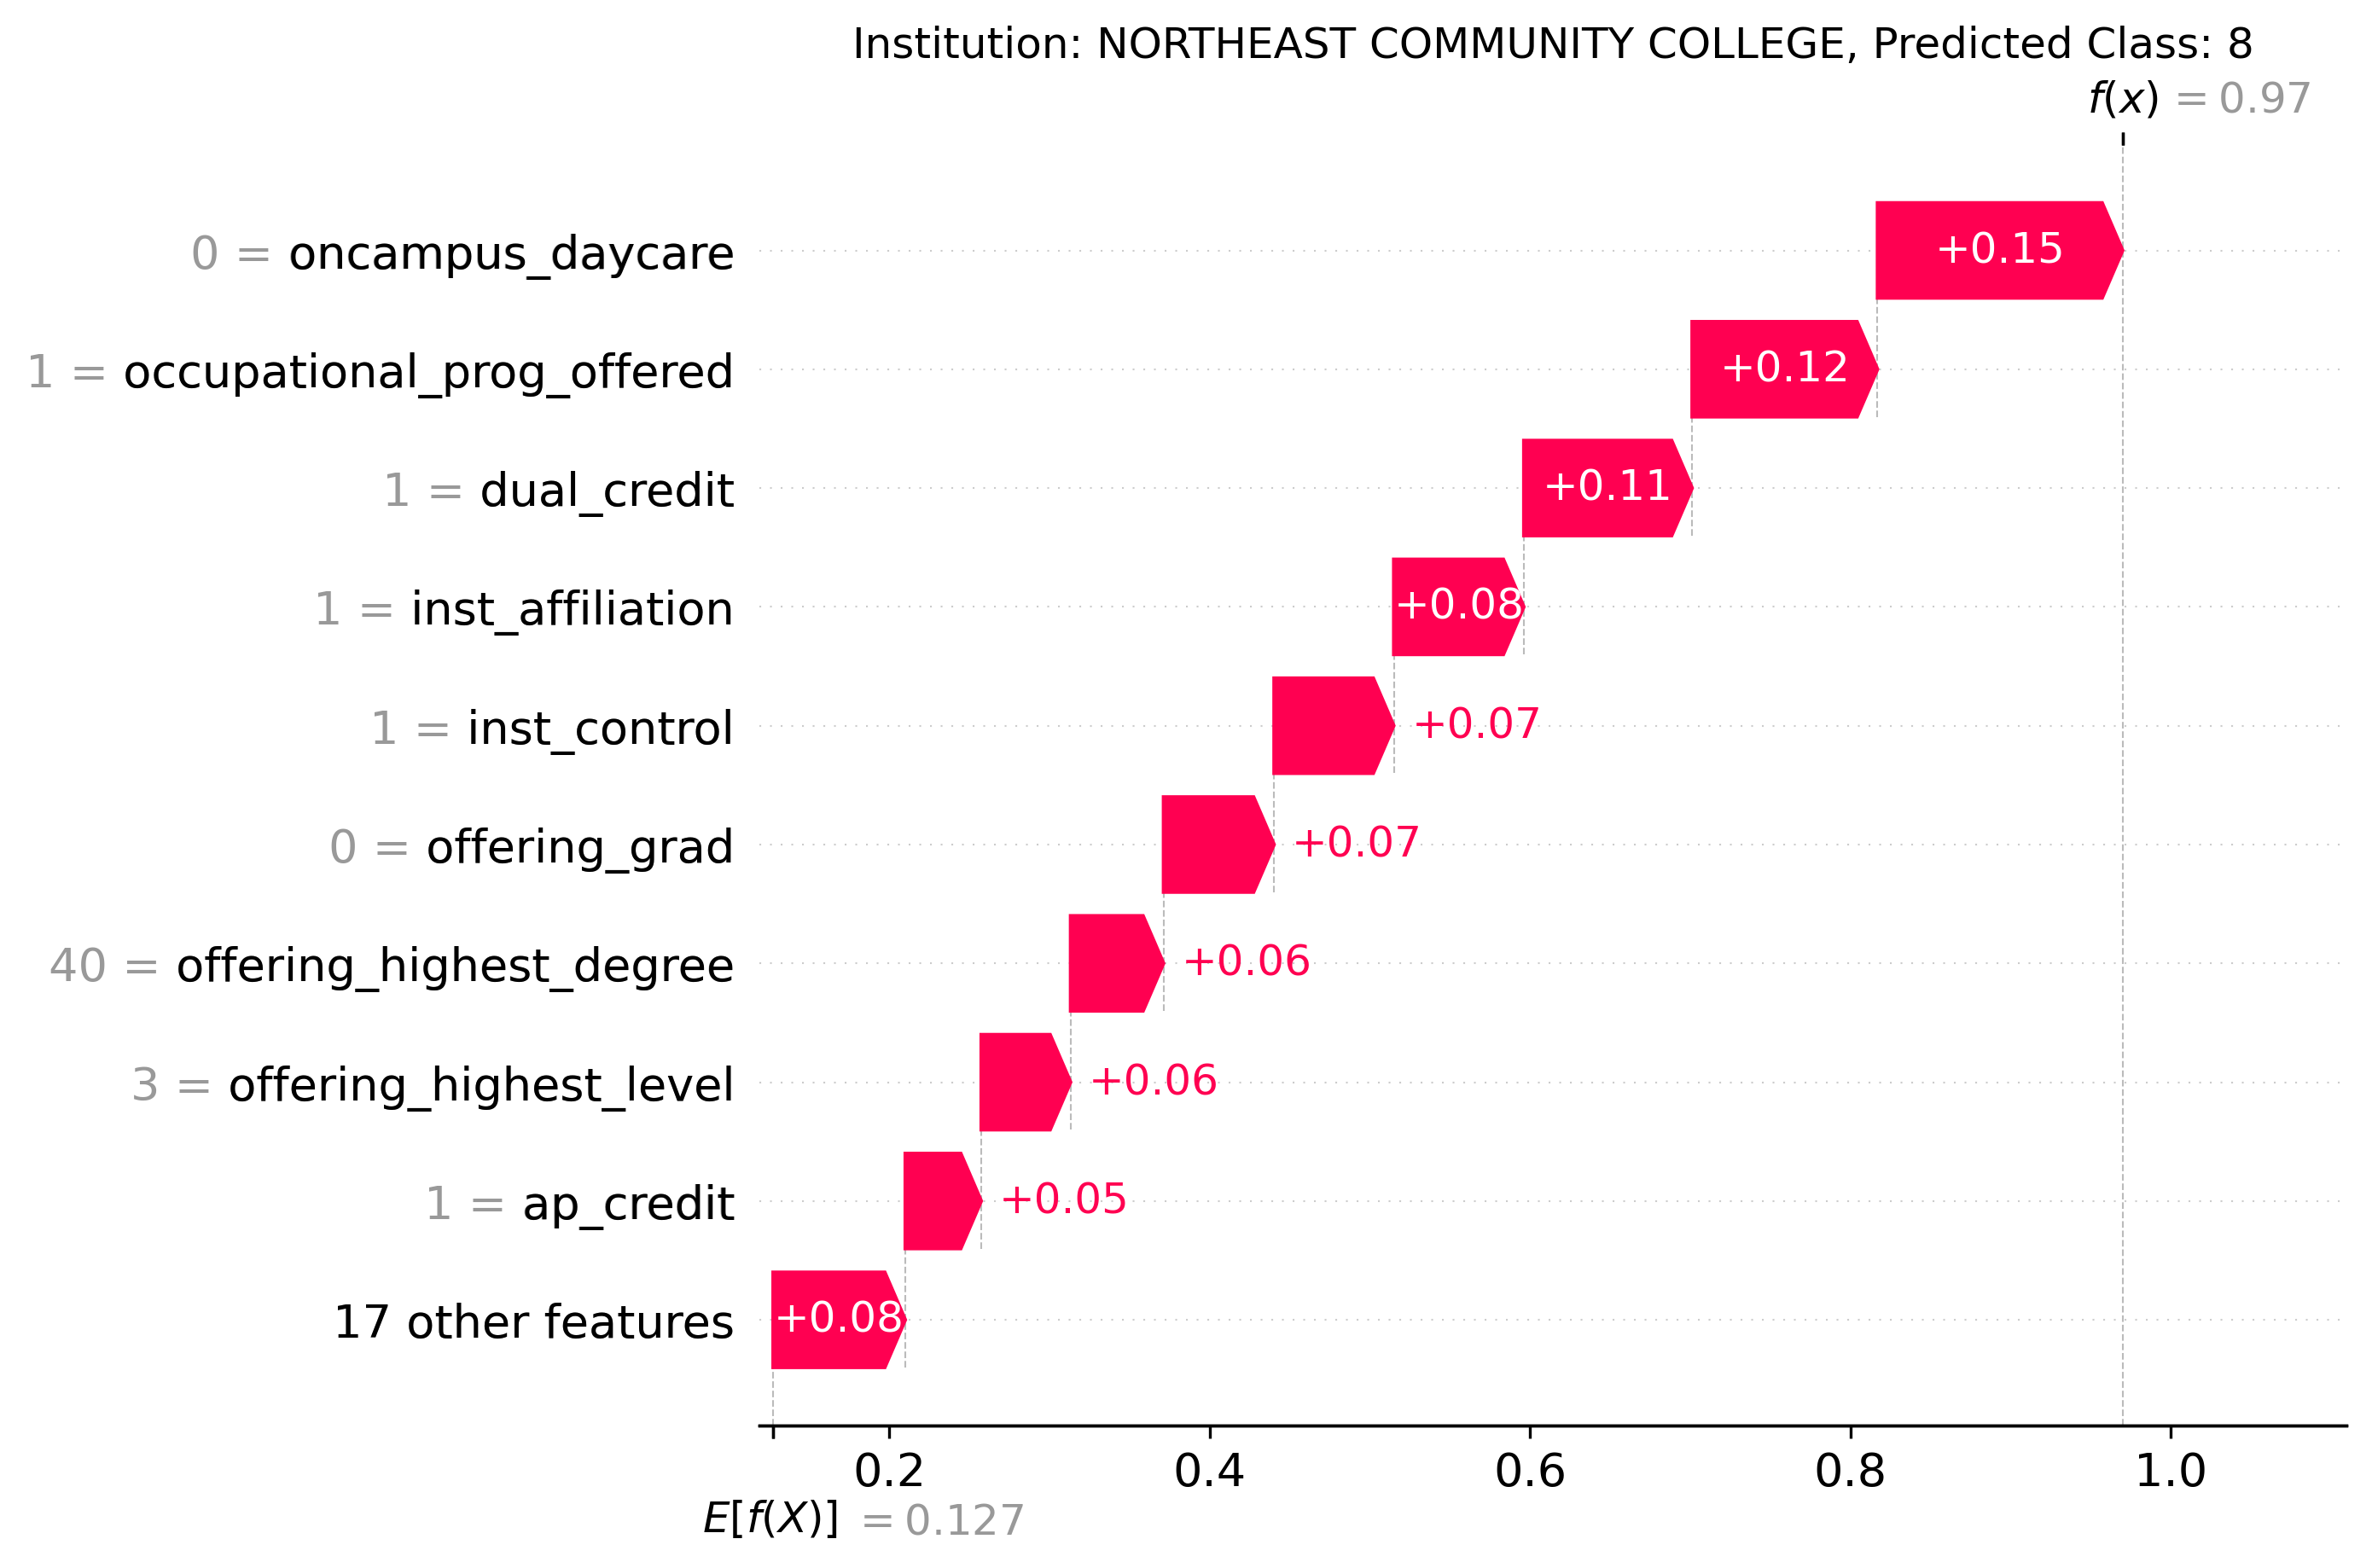 Institution: NORTHEAST COMMUNITY COLLEGE, Predicted Class: 8
f(x) = 0.97
0 = oncampus_daycare +0.15
1 = occupational_prog_offered +0.12
1 = dual_credit +0.11
1 = inst_affiliation +0.08
1 = inst_control +0.07
0 = offering_grad +0.07
40 = offering_highest_degree +0.06
3 = offering_highest_level +0.06
1 = ap_credit +0.05
17 other features +0.08
0.2 0.4 0.6 0.8 1.0
E[f(X)] = 0.127